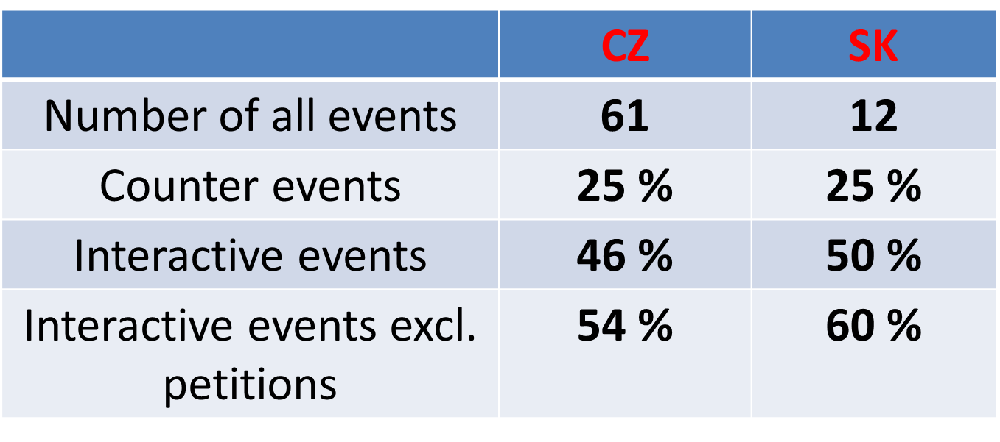 CZ SK
Number of all events 61 12
Counter events 25 % 25 %
Interactive events 46 % 50 %
Interactive events excl. 54 % 60 %
petitions